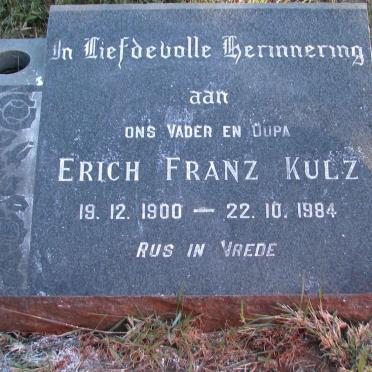 In Liefdevolle Herinnering
aan
ONS VADER EN OUPA
ERICH FRANZ KULZ
19. 12. 1900 — 22. 10. 1984
RUS IN VREDE